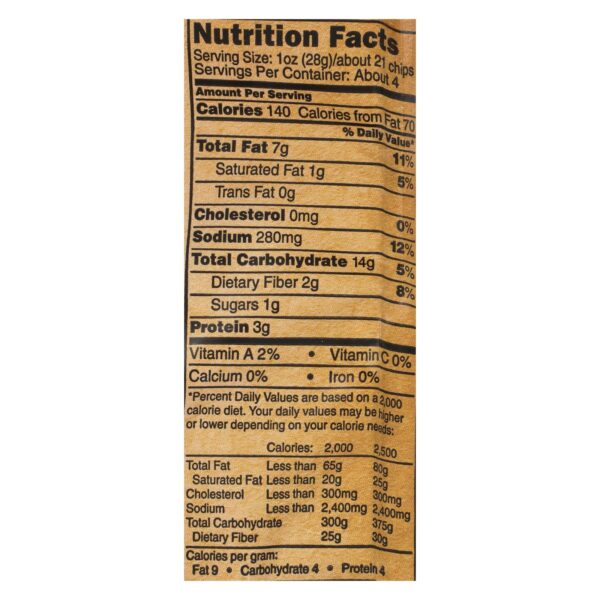 Nutrition Facts
Serving Size: 1oz (28g)/about 21 chips
Servings Per Container: About 4
Amount Per Serving
Calories 140 Calories from Fat 70
% Daily Value*
Total Fat 7g 11%
Saturated Fat 1g 5%
Trans Fat 0g
Cholesterol 0mg 0%
Sodium 280mg 12%
Total Carbohydrate 14g 5%
Dietary Fiber 2g 8%
Sugars 1g
Protein 3g
Vitamin A 2% • Vitamin C 0%
Calcium 0% • Iron 0%
*Percent Daily Values are based on a 2,000
calorie diet. Your daily values may be higher
or lower depending on your calorie needs:
Calories: 2,000 2,500
Total Fat Less than 65g 80g
Saturated Fat Less than 20g 25g
Cholesterol Less than 300mg 300mg
Sodium Less than 2,400mg 2,400mg
Total Carbohydrate 300g 375g
Dietary Fiber 25g 30g
Calories per gram:
Fat 9 • Carbohydrate 4 • Protein 4